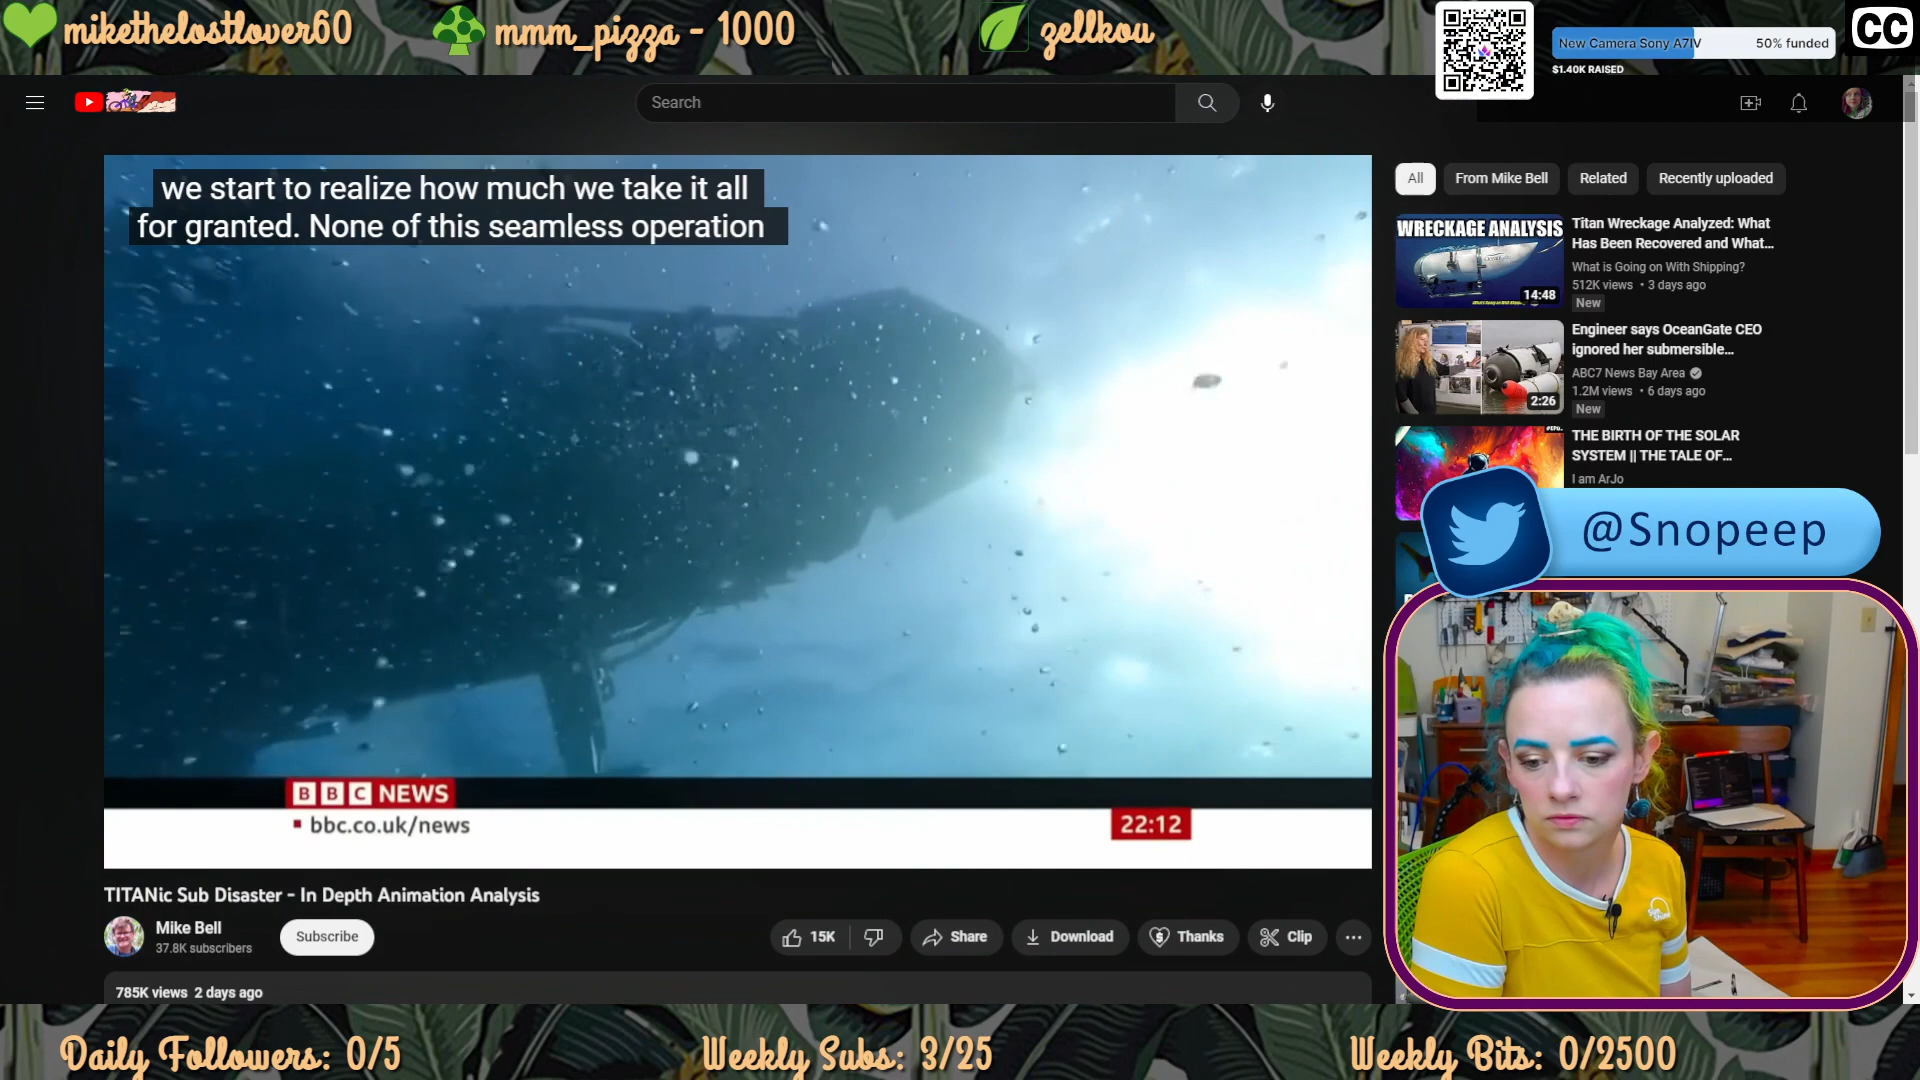 mikethelostlover60
mmm_pizza - 1000
zellkou
New Camera Sony A7IV
50% funded
$1.40K RAISED
CC
Search
we start to realize how much we take it all
for granted. None of this seamless operation
BBC NEWS
bbc.co.uk/news
22:12
All
From Mike Bell
Related
Recently uploaded
WRECKAGE ANALYSIS
14:48
Titan Wreckage Analyzed: What
Has Been Recovered and What...
What is Going on With Shipping?
512K views • 3 days ago
New
2:26
Engineer says OceanGate CEO
ignored her submersible...
ABC7 News Bay Area
1.2M views • 6 days ago
New
THE BIRTH OF THE SOLAR
SYSTEM || THE TALE OF...
I am ArJo
@Snopeep
TITANic Sub Disaster - In Depth Animation Analysis
Mike Bell
37.8K subscribers
Subscribe
15K
Share
Download
Thanks
Clip
785K views 2 days ago
Daily Followers: 0/5
Weekly Subs: 3/25
Weekly Bits: 0/2500